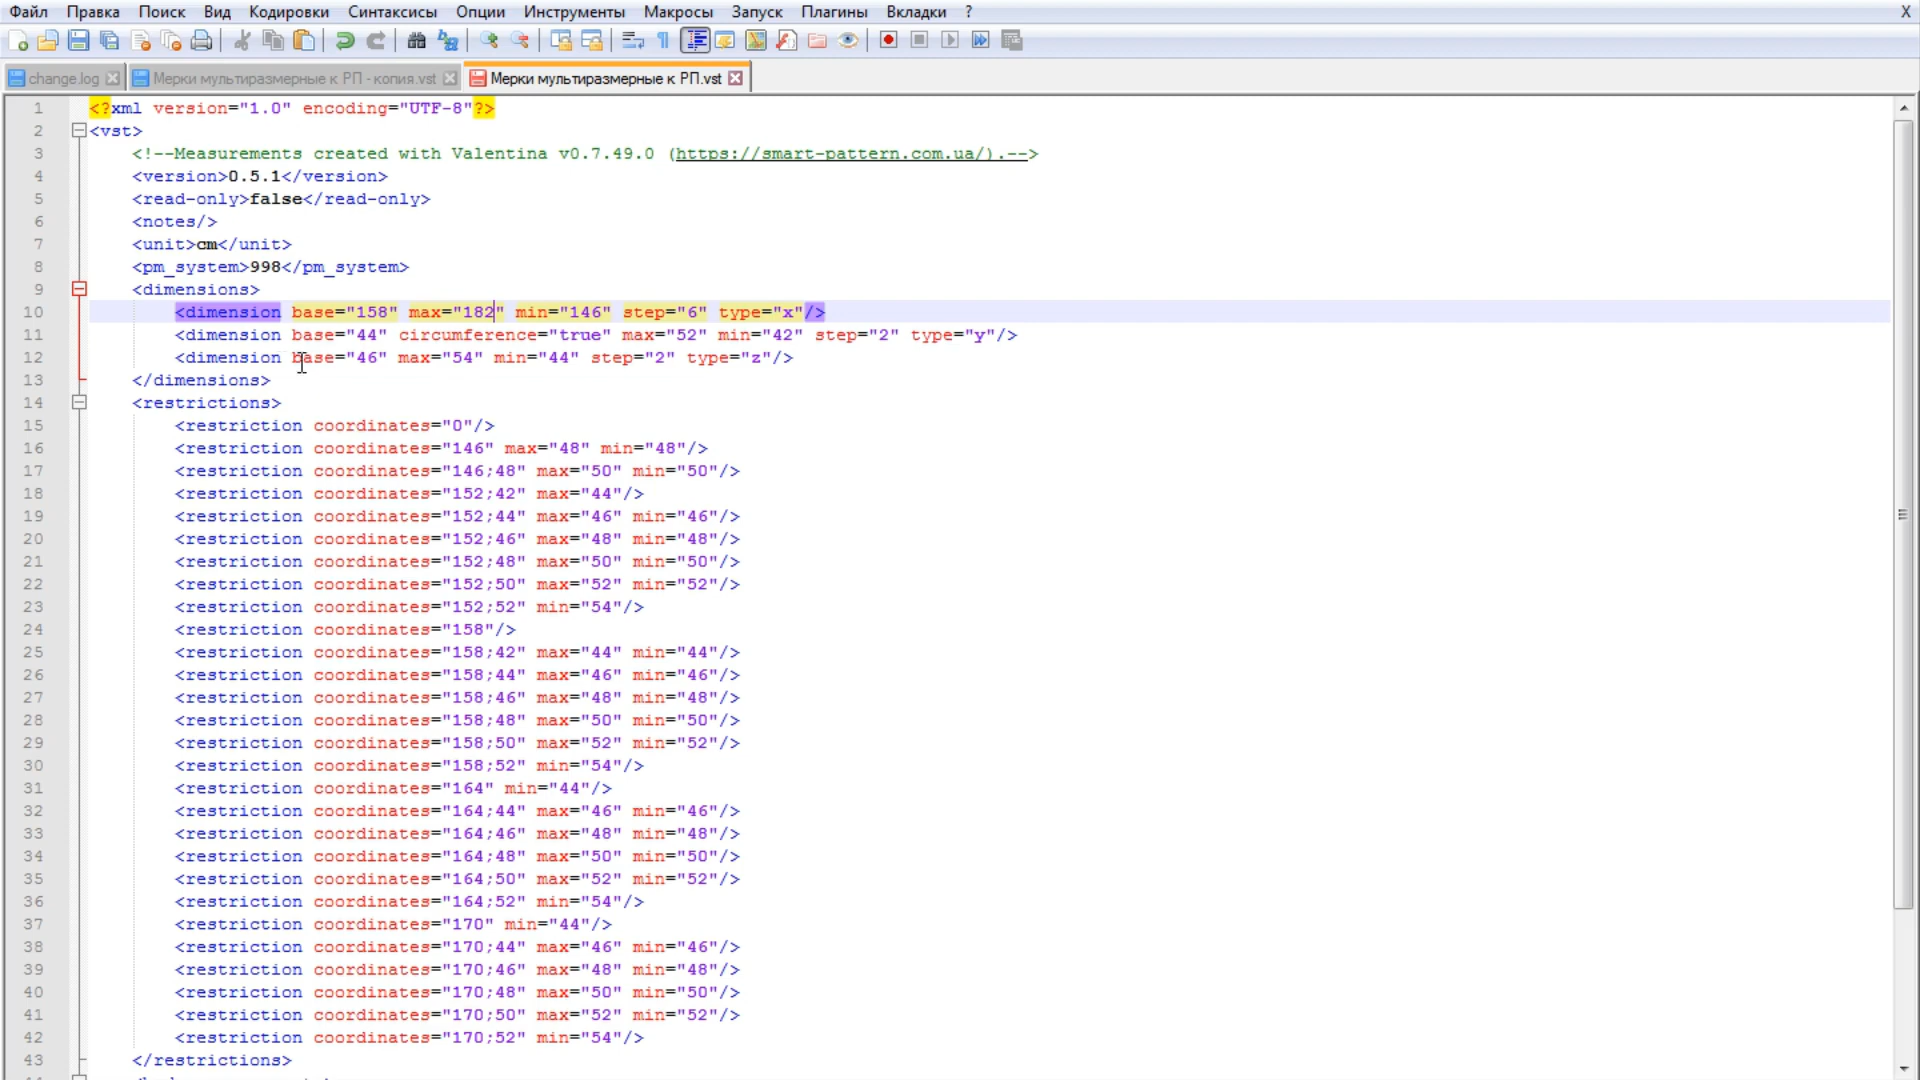 Файл Правка Поиск Вид Кодировки Синтаксисы Опции Инструменты Макросы Запуск Плагины Вкладки ? X
change.log Мерки мультиразмерные к РП - копия.vst Мерки мультиразмерные к РП.vst
1 <?xml version="1.0" encoding="UTF-8"?>
2 <vst>
3 <!--Measurements created with Valentina v0.7.49.0 (https://smart-pattern.com.ua/).-->
4 <version>0.5.1</version>
5 <read-only>false</read-only>
6 <notes/>
7 <unit>cm</unit>
8 <pm_system>998</pm_system>
9 <dimensions>
10 <dimension base="158" max="182" min="146" step="6" type="x"/>
11 <dimension base="44" circumference="true" max="52" min="42" step="2" type="y"/>
12 <dimension base="46" max="54" min="44" step="2" type="z"/>
13 </dimensions>
14 <restrictions>
15 <restriction coordinates="0"/>
16 <restriction coordinates="146" max="48" min="48"/>
17 <restriction coordinates="146;48" max="50" min="50"/>
18 <restriction coordinates="152;42" max="44"/>
19 <restriction coordinates="152;44" max="46" min="46"/>
20 <restriction coordinates="152;46" max="48" min="48"/>
21 <restriction coordinates="152;48" max="50" min="50"/>
22 <restriction coordinates="152;50" max="52" min="52"/>
23 <restriction coordinates="152;52" min="54"/>
24 <restriction coordinates="158"/>
25 <restriction coordinates="158;42" max="44" min="44"/>
26 <restriction coordinates="158;44" max="46" min="46"/>
27 <restriction coordinates="158;46" max="48" min="48"/>
28 <restriction coordinates="158;48" max="50" min="50"/>
29 <restriction coordinates="158;50" max="52" min="52"/>
30 <restriction coordinates="158;52" min="54"/>
31 <restriction coordinates="164" min="44"/>
32 <restriction coordinates="164;44" max="46" min="46"/>
33 <restriction coordinates="164;46" max="48" min="48"/>
34 <restriction coordinates="164;48" max="50" min="50"/>
35 <restriction coordinates="164;50" max="52" min="52"/>
36 <restriction coordinates="164;52" min="54"/>
37 <restriction coordinates="170" min="44"/>
38 <restriction coordinates="170;44" max="46" min="46"/>
39 <restriction coordinates="170;46" max="48" min="48"/>
40 <restriction coordinates="170;48" max="50" min="50"/>
41 <restriction coordinates="170;50" max="52" min="52"/>
42 <restriction coordinates="170;52" min="54"/>
43 </restrictions>